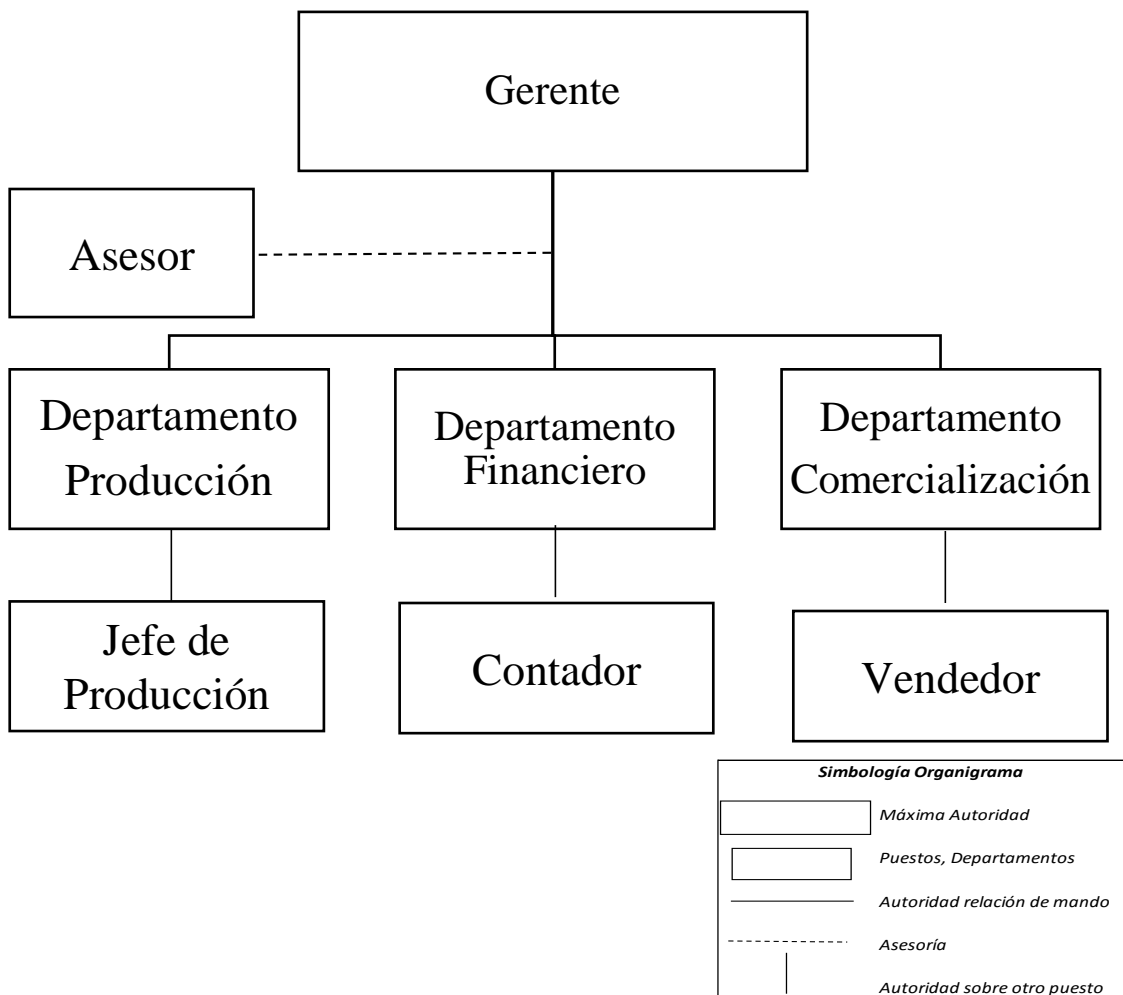 Gerente
Asesor
Departamento
Producción
Departamento
Financiero
Departamento
Comercialización
Jefe de
Producción
Contador
Vendedor
Simbología Organigrama
Máxima Autoridad
Puestos, Departamentos
Autoridad relación de mando
Asesoría
Autoridad sobre otro puesto